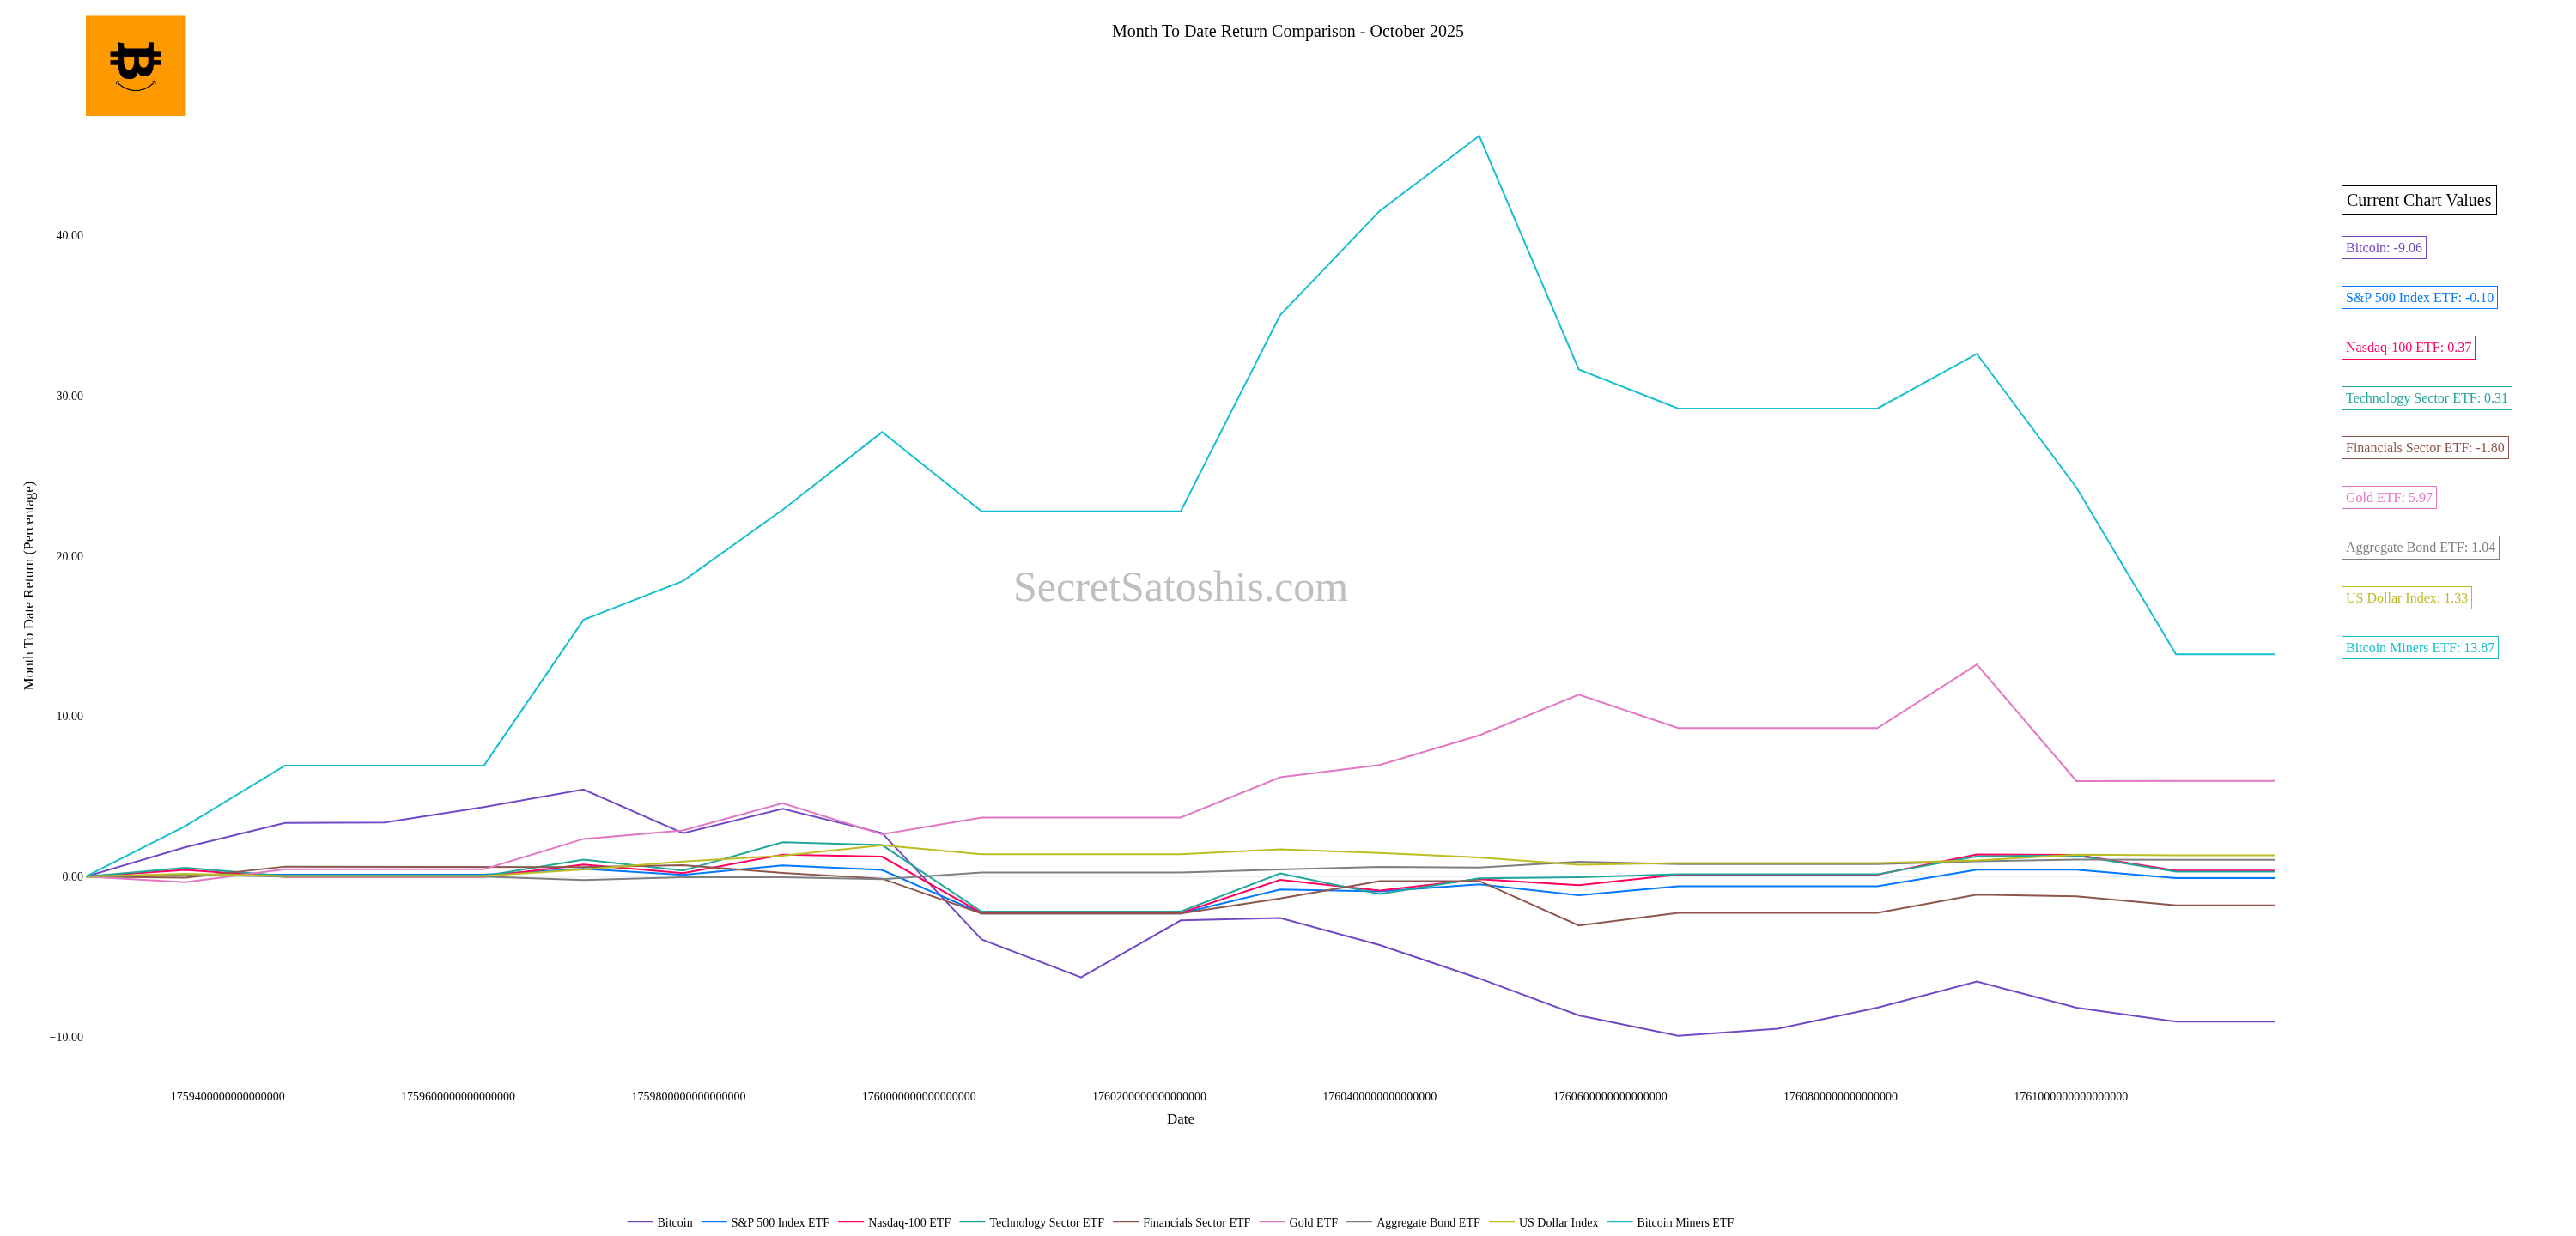 Month To Date Return Comparison - October 2025
Current Chart Values
Bitcoin: -9.06
S&P 500 Index ETF: -0.10
Nasdaq-100 ETF: 0.37
Technology Sector ETF: 0.31
Financials Sector ETF: -1.80
Gold ETF: 5.97
Aggregate Bond ETF: 1.04
US Dollar Index: 1.33
Bitcoin Miners ETF: 13.87
Month To Date Return (Percentage)
40.00
30.00
20.00
10.00
0.00
−10.00
SecretSatoshis.com
1759400000000000000 1759600000000000000 1759800000000000000 1760000000000000000 1760200000000000000 1760400000000000000 1760600000000000000 1760800000000000000 1761000000000000000
Date
Bitcoin S&P 500 Index ETF Nasdaq-100 ETF Technology Sector ETF Financials Sector ETF Gold ETF Aggregate Bond ETF US Dollar Index Bitcoin Miners ETF